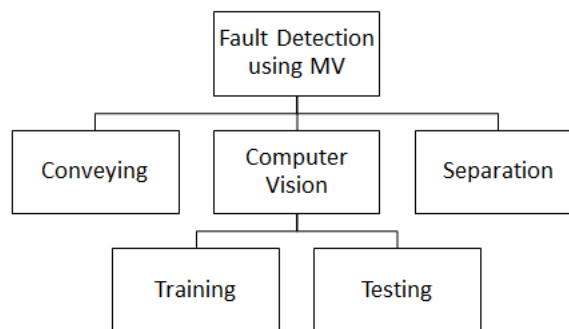 Fault Detection
using MV
Conveying
Computer
Vision
Separation
Training
Testing